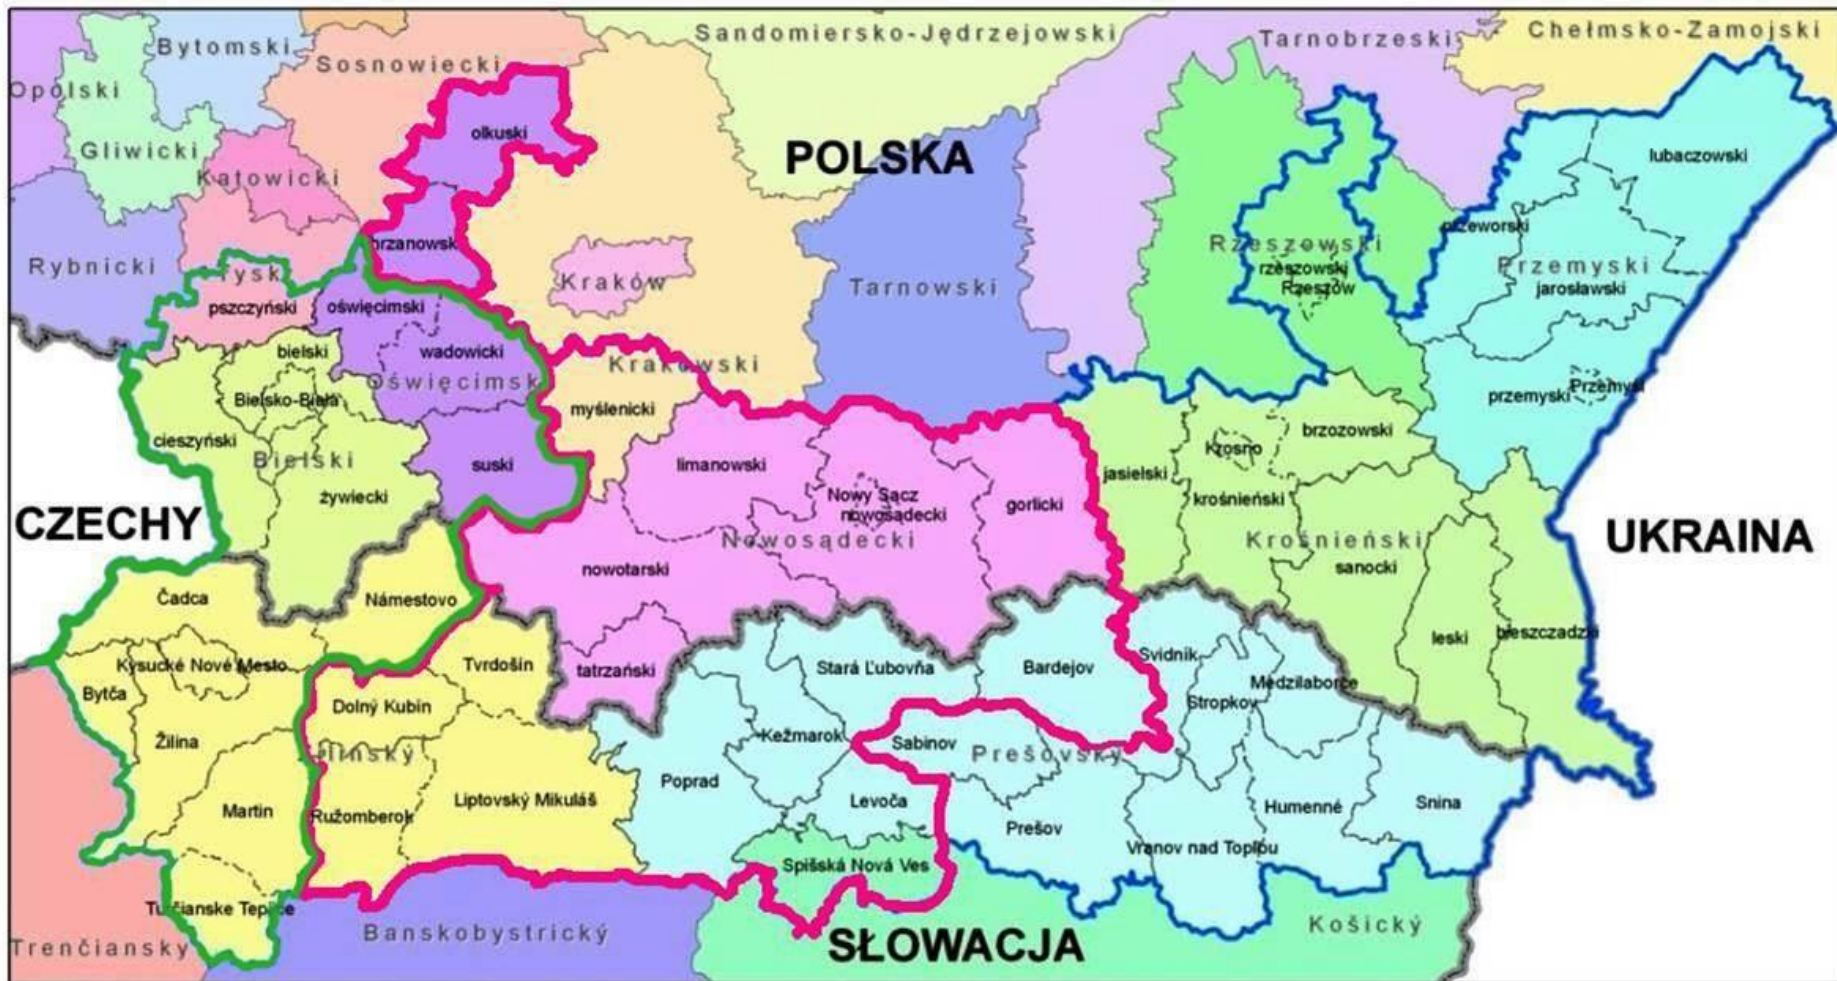 Sandomiersko-Jędrzejowski
Chełmsko-Zamojski
Bytomski
Sosnowiecki
Tarnobrzeski
Opolski
Gliwicki
olkuski
POLSKA
lubaczowski
Katowicki
hrzanowsk
przeworski
Rzeszowski
Rybnicki
Tysk
Kraków
Tarnowski
rzeszowski
Rzeszów
Przemyski
jarosławski
pszczyński
oświęcimski
bielski
wadowicki
Krakowski
Oświęcimsk
Bielsko-Biała
myślenicki
przemyski
Przemyśl
cieszyński
Bielski
suski
limanowski
Krosno
brzozowski
jasielski
żywiecki
Nowy Sącz
nowosądecki
gorlicki
krośnieński
CZECHY
Nowosądecki
Krośnieński
UKRAINA
nowotarski
sanocki
Čadca
Námestovo
leski
bieszczadzki
Kysucké Nové Mesto
Tvrdošín
tatrzański
Stará Ľubovňa
Bardejov
Svidník
Bytča
Dolný Kubín
Stropkov
Medzilaborce
Žilina
Kežmarok
Sabinov
Prešovský
ilinský
Poprad
Martin
Ružomberok
Liptovský Mikuláš
Levoča
Prešov
Humenné
Snina
Vranov nad Topľou
Spišská Nová Ves
Turčianske Teplice
Trenčiansky
Banskobystrický
SŁOWACJA
Košický